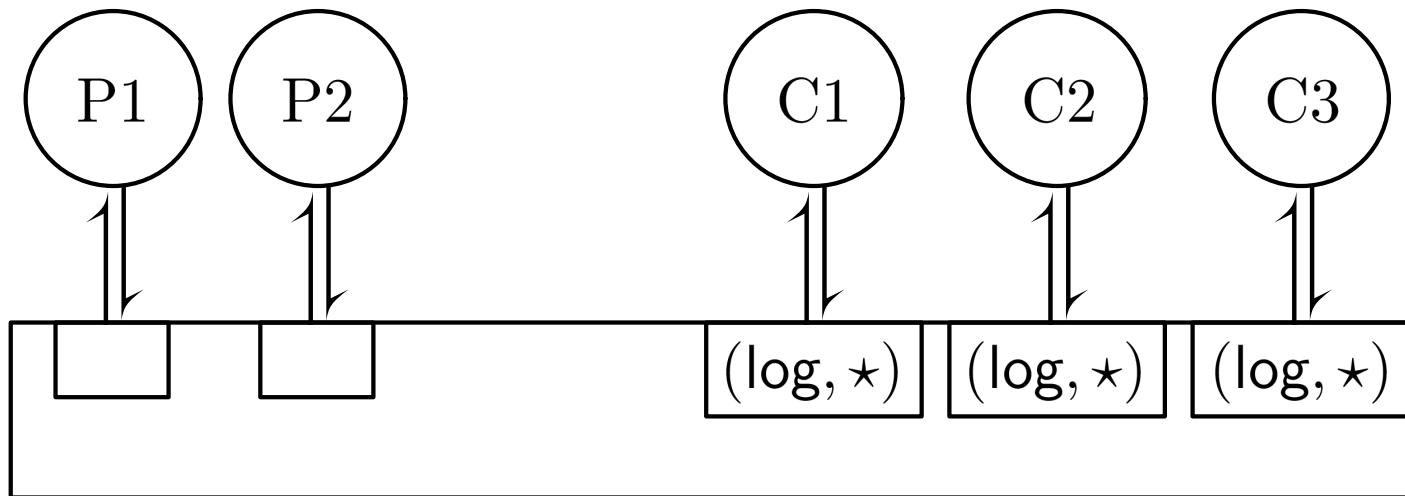 P1 P2 C1 C2 C3
(log, ⋆) (log, ⋆) (log, ⋆)